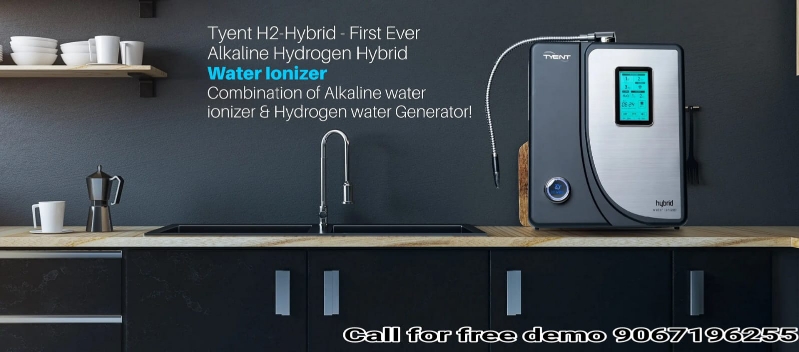 Tyent H2-Hybrid - First Ever
Alkaline Hydrogen Hybrid
Water Ionizer
Combination of Alkaline water
ionizer & Hydrogen water Generator!
TYENT
hybrid
Call for free demo 9067196255